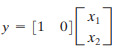 y = [1 0] [x₁
x₂]